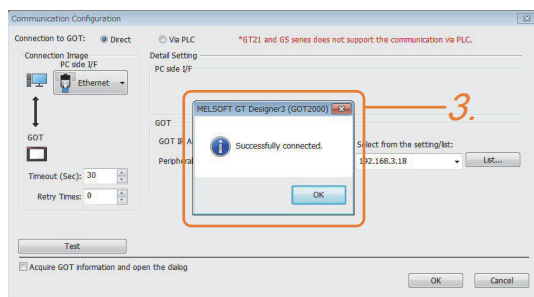 Communication Configuration
Connection to GOT: Direct Via PLC *GT21 and GS series does not support the communication via PLC.
Connection Image
PC side I/F
Ethernet
GOT
Timeout (Sec): 30
Retry Times: 0
Detail Setting
PC side I/F
MELSOFT GT Designer3 (GOT2000)
3.
GOT
Successfully connected.
GOT IP A
Select from the setting/list:
Peripheral
192.168.3.18
List...
OK
Test
Acquire GOT information and open the dialog
OK Cancel